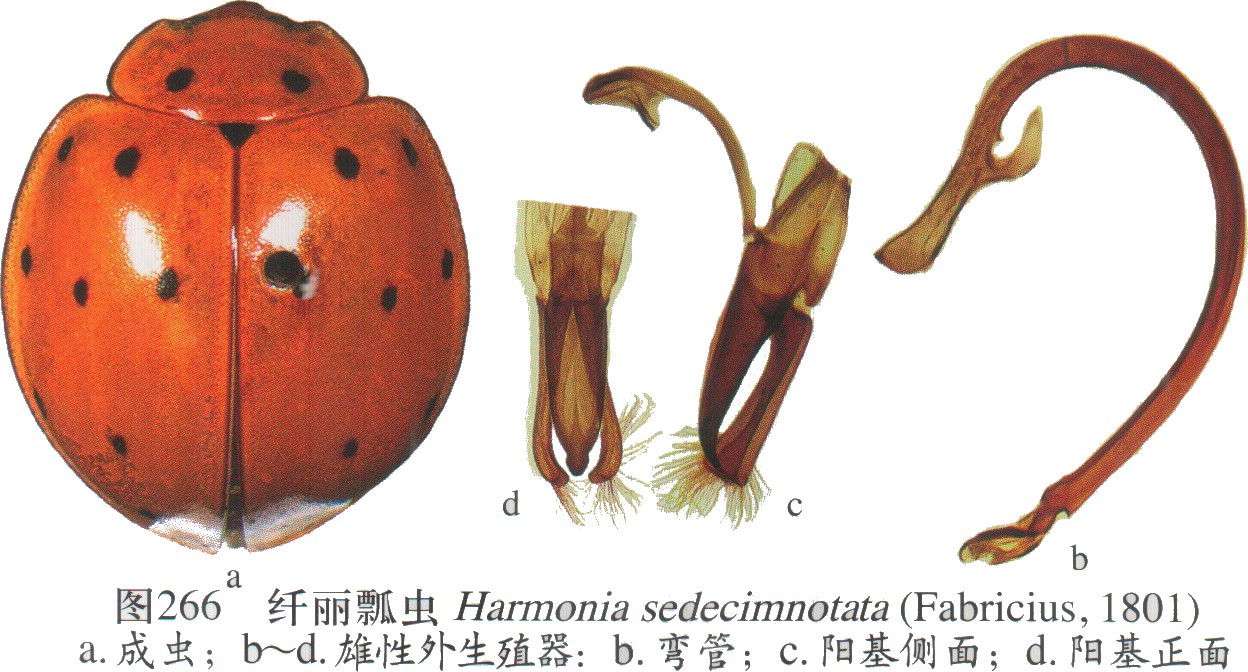 d
c
b
a
图266 纤丽瓢虫 Harmonia sedecimnotata (Fabricius, 1801)
a. 成虫；b~d. 雄性外生殖器：b. 弯管；c. 阳基侧面；d. 阳基正面